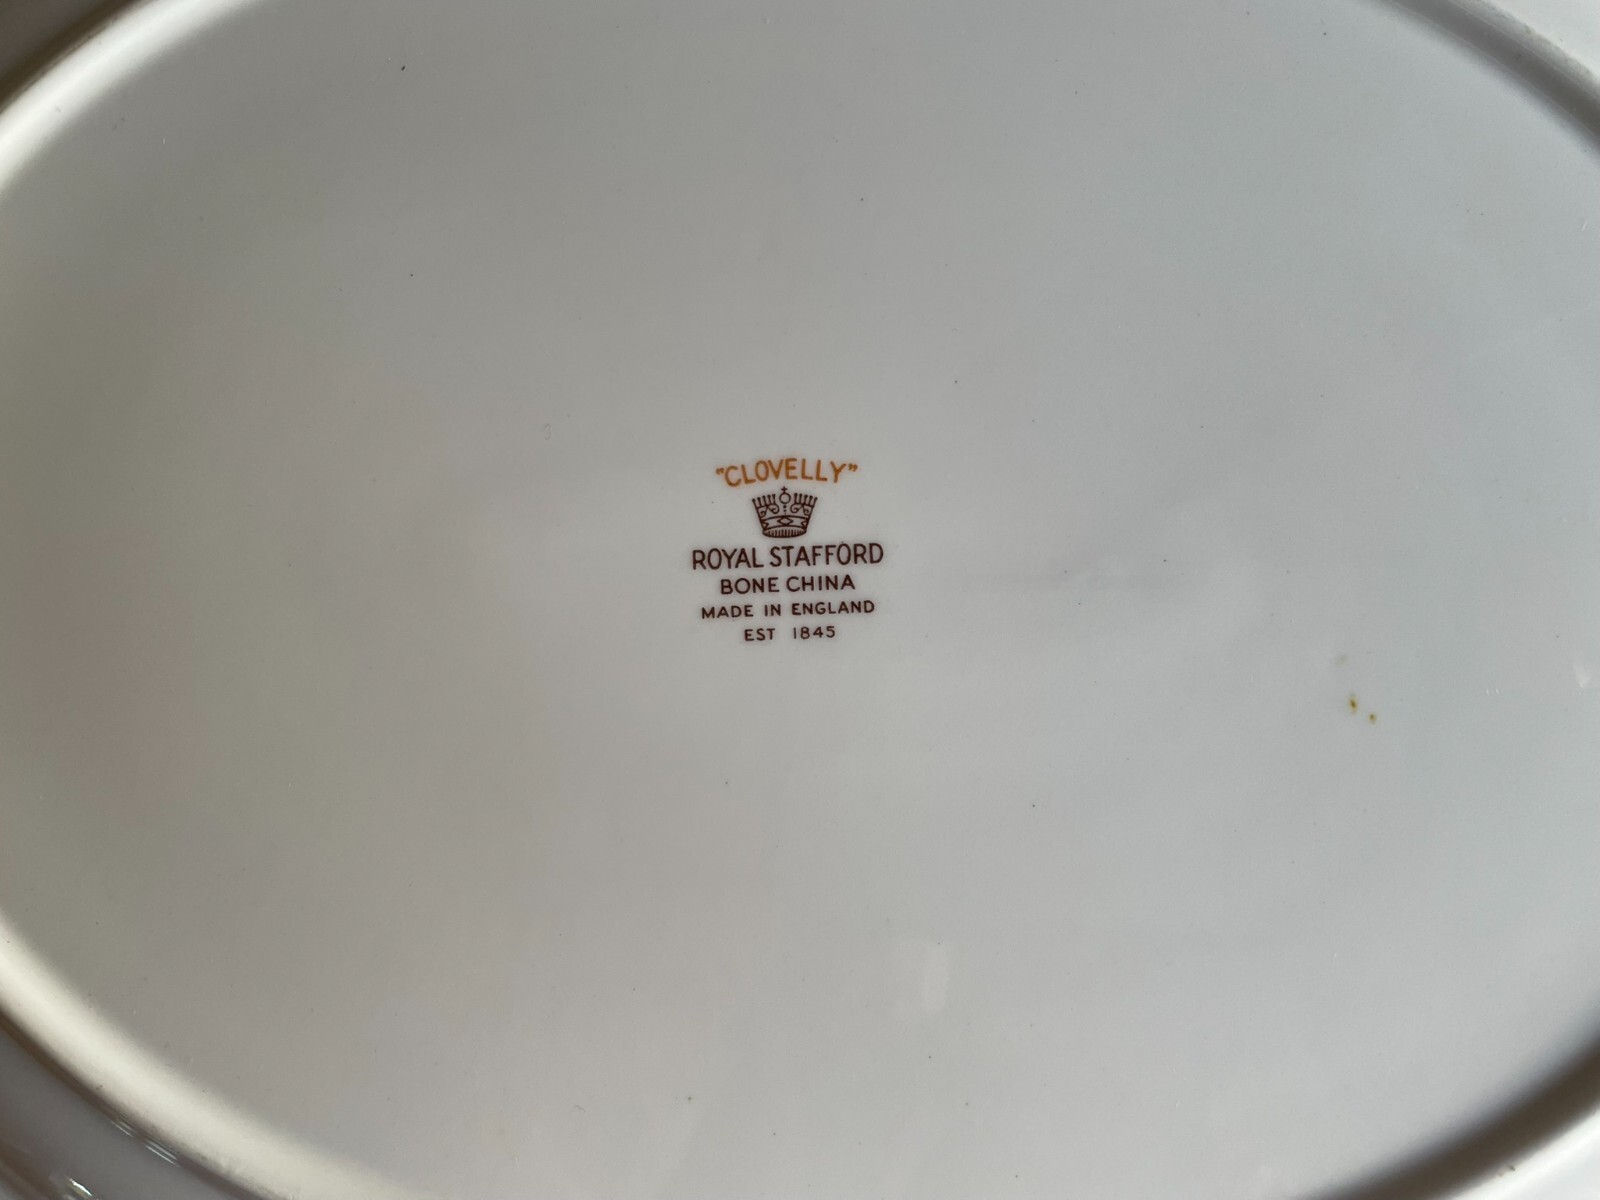 "CLOVELLY"
ROYAL STAFFORD
BONE CHINA
MADE IN ENGLAND
EST 1845